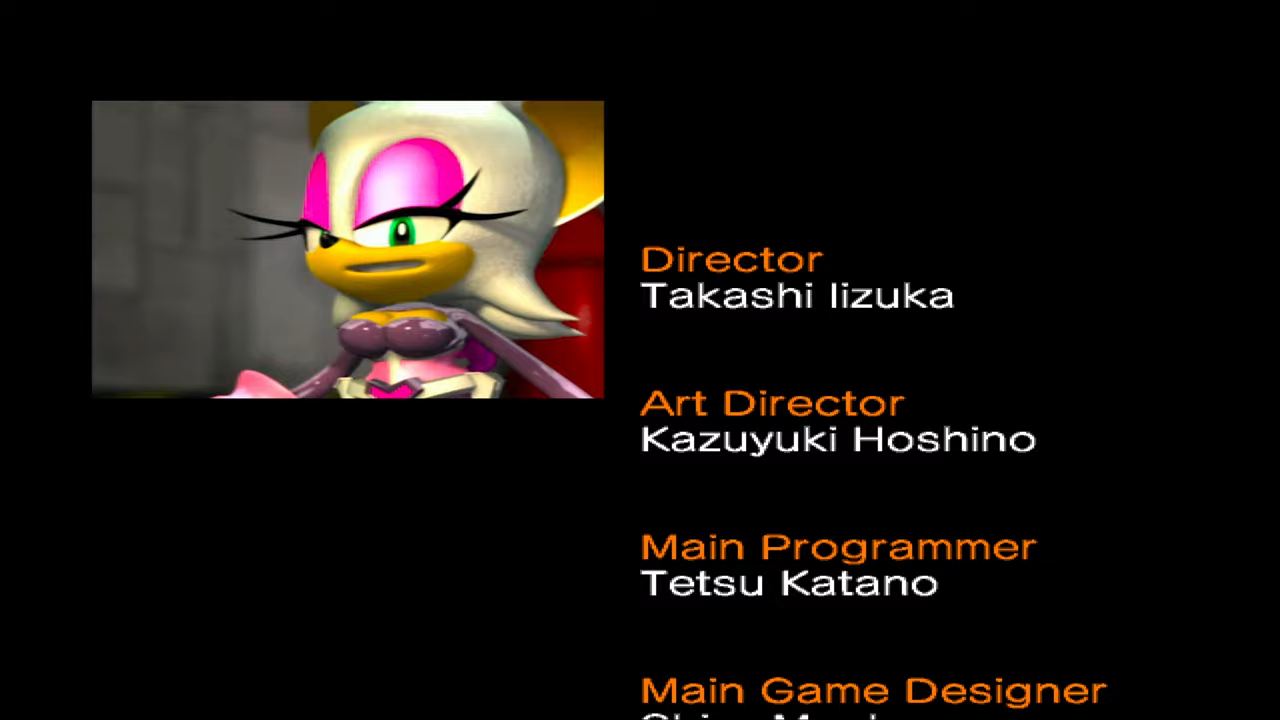 Director
Takashi Iizuka
Art Director
Kazuyuki Hoshino
Main Programmer
Tetsu Katano
Main Game Designer